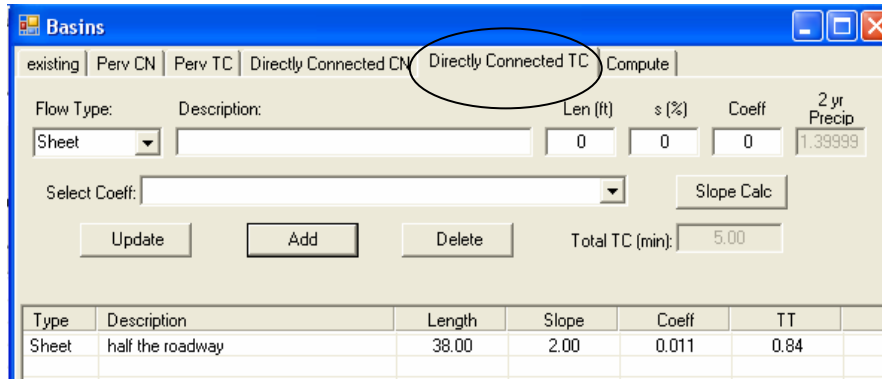 Basins
existing Perv CN Perv TC Directly Connected CN Directly Connected TC Compute
Flow Type: Description: Len (ft) s (%) Coeff 2 yr Precip
Sheet 0 0 0 1.39999
Select Coeff: Slope Calc
Update Add Delete Total TC (min): 5.00
Type Description Length Slope Coeff TT
Sheet half the roadway 38.00 2.00 0.011 0.84